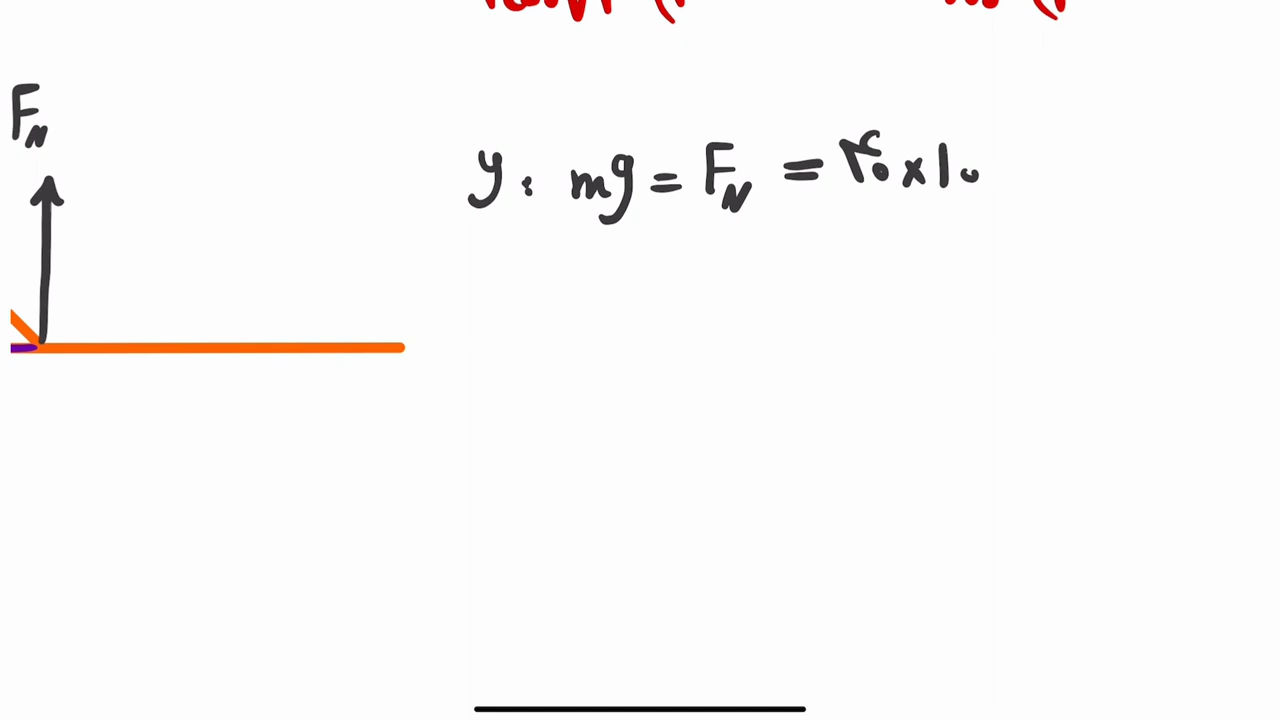 F_N
y: mg = F_N = ۴۰ × ۱۰